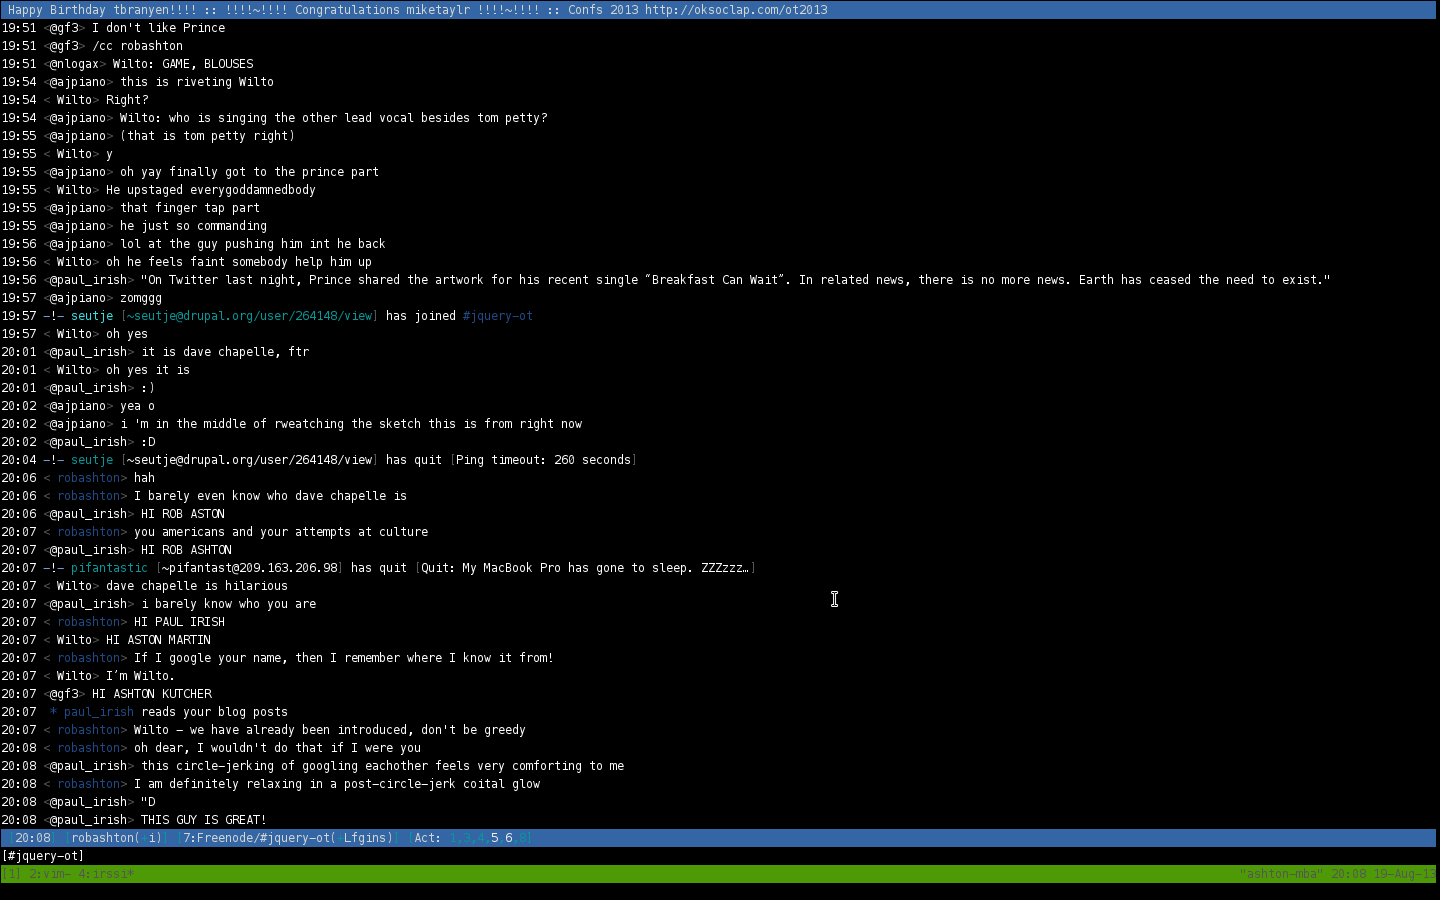 Happy Birthday tbranyen!!!! :: !!!!~!!!! Congratulations miketaylr !!!!~!!!! :: Confs 2013 http://oksoclap.com/ot2013
19:51 <@gf3> I don't like Prince
19:51 <@gf3> /cc robashton
19:51 <@nlogax> Wilto: GAME, BLOUSES
19:54 <@ajpiano> this is riveting Wilto
19:54 < Wilto> Right?
19:54 <@ajpiano> Wilto: who is singing the other lead vocal besides tom petty?
19:55 <@ajpiano> (that is tom petty right)
19:55 < Wilto> y
19:55 <@ajpiano> oh yay finally got to the prince part
19:55 < Wilto> He upstaged everygoddamnedbody
19:55 <@ajpiano> that finger tap part
19:55 <@ajpiano> he just so commanding
19:56 <@ajpiano> lol at the guy pushing him int he back
19:56 < Wilto> oh he feels faint somebody help him up
19:56 <@paul_irish> "On Twitter last night, Prince shared the artwork for his recent single “Breakfast Can Wait”. In related news, there is no more news. Earth has ceased the need to exist."
19:57 <@ajpiano> zomggg
19:57 -!- seutje [~seutje@drupal.org/user/264148/view] has joined #jquery-ot
19:57 < Wilto> oh yes
20:01 <@paul_irish> it is dave chapelle, ftr
20:01 < Wilto> oh yes it is
20:01 <@paul_irish> :)
20:02 <@ajpiano> yea o
20:02 <@ajpiano> i 'm in the middle of rweatching the sketch this is from right now
20:02 <@paul_irish> :D
20:04 -!- seutje [~seutje@drupal.org/user/264148/view] has quit [Ping timeout: 260 seconds]
20:06 < robashton> hah
20:06 < robashton> I barely even know who dave chapelle is
20:06 <@paul_irish> HI ROB ASTON
20:07 < robashton> you americans and your attempts at culture
20:07 <@paul_irish> HI ROB ASHTON
20:07 -!- pifantastic [~pifantast@209.163.206.98] has quit [Quit: My MacBook Pro has gone to sleep. ZZZzzz…]
20:07 < Wilto> dave chapelle is hilarious
20:07 <@paul_irish> i barely know who you are
20:07 < robashton> HI PAUL IRISH
20:07 < Wilto> HI ASTON MARTIN
20:07 < robashton> If I google your name, then I remember where I know it from!
20:07 < Wilto> I’m Wilto.
20:07 <@gf3> HI ASHTON KUTCHER
20:07  * paul_irish reads your blog posts
20:07 < robashton> Wilto - we have already been introduced, don't be greedy
20:08 < robashton> oh dear, I wouldn't do that if I were you
20:08 <@paul_irish> this circle-jerking of googling eachother feels very comforting to me
20:08 < robashton> I am definitely relaxing in a post-circle-jerk coital glow
20:08 <@paul_irish> "D
20:08 <@paul_irish> THIS GUY IS GREAT!
[20:08] [robashton(+i)] [7:Freenode/#jquery-ot(+Lfgins)] [Act: 1,3,4,5,6,8]
[#jquery-ot]
[1] 2:vim- 4:irssi* "ashton-mba" 20:08 19-Aug-13